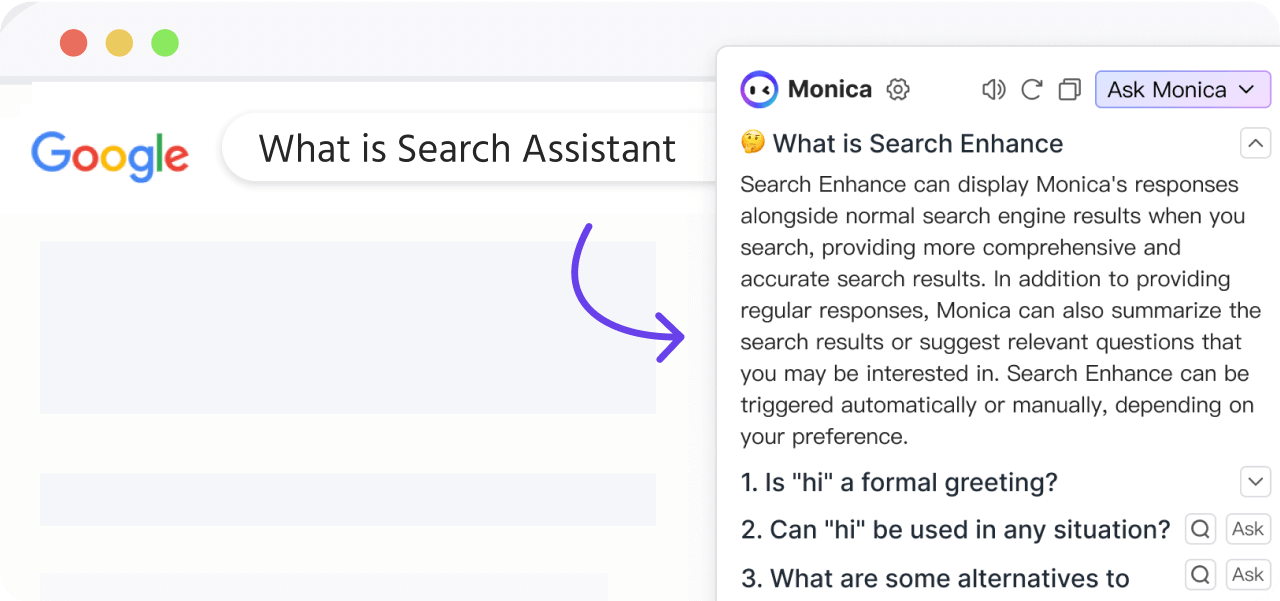 Google
What is Search Assistant
Monica
Ask Monica
🤔 What is Search Enhance
Search Enhance can display Monica's responses
alongside normal search engine results when you
search, providing more comprehensive and
accurate search results. In addition to providing
regular responses, Monica can also summarize the
search results or suggest relevant questions that
you may be interested in. Search Enhance can be
triggered automatically or manually, depending on
your preference.
1. Is "hi" a formal greeting?
2. Can "hi" be used in any situation?
Ask
3. What are some alternatives to
Ask